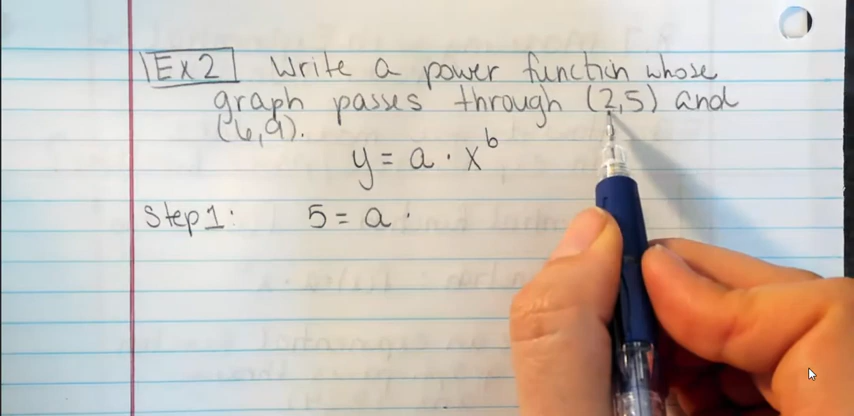 Ex 2 Write a power function whose
graph passes through (2,5) and
(6,9).
y = a · x^b
Step 1: 5 = a ·